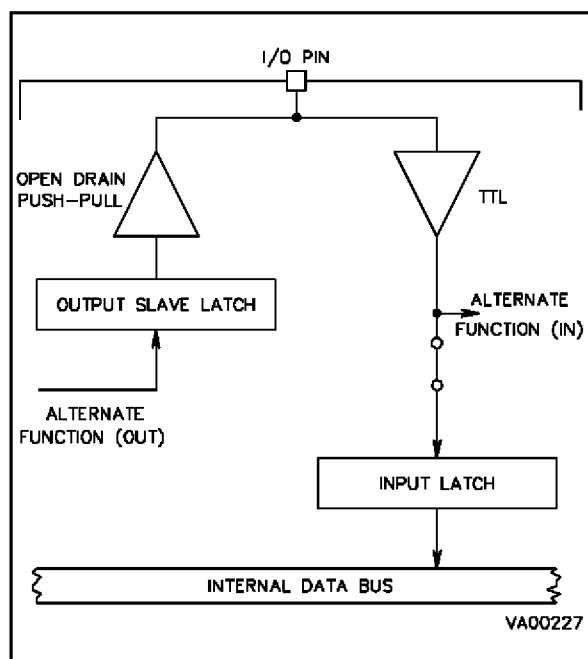 I/O PIN
OPEN DRAIN
PUSH-PULL
TTL
OUTPUT SLAVE LATCH
ALTERNATE
FUNCTION (IN)
ALTERNATE
FUNCTION (OUT)
INPUT LATCH
INTERNAL DATA BUS
VA00227